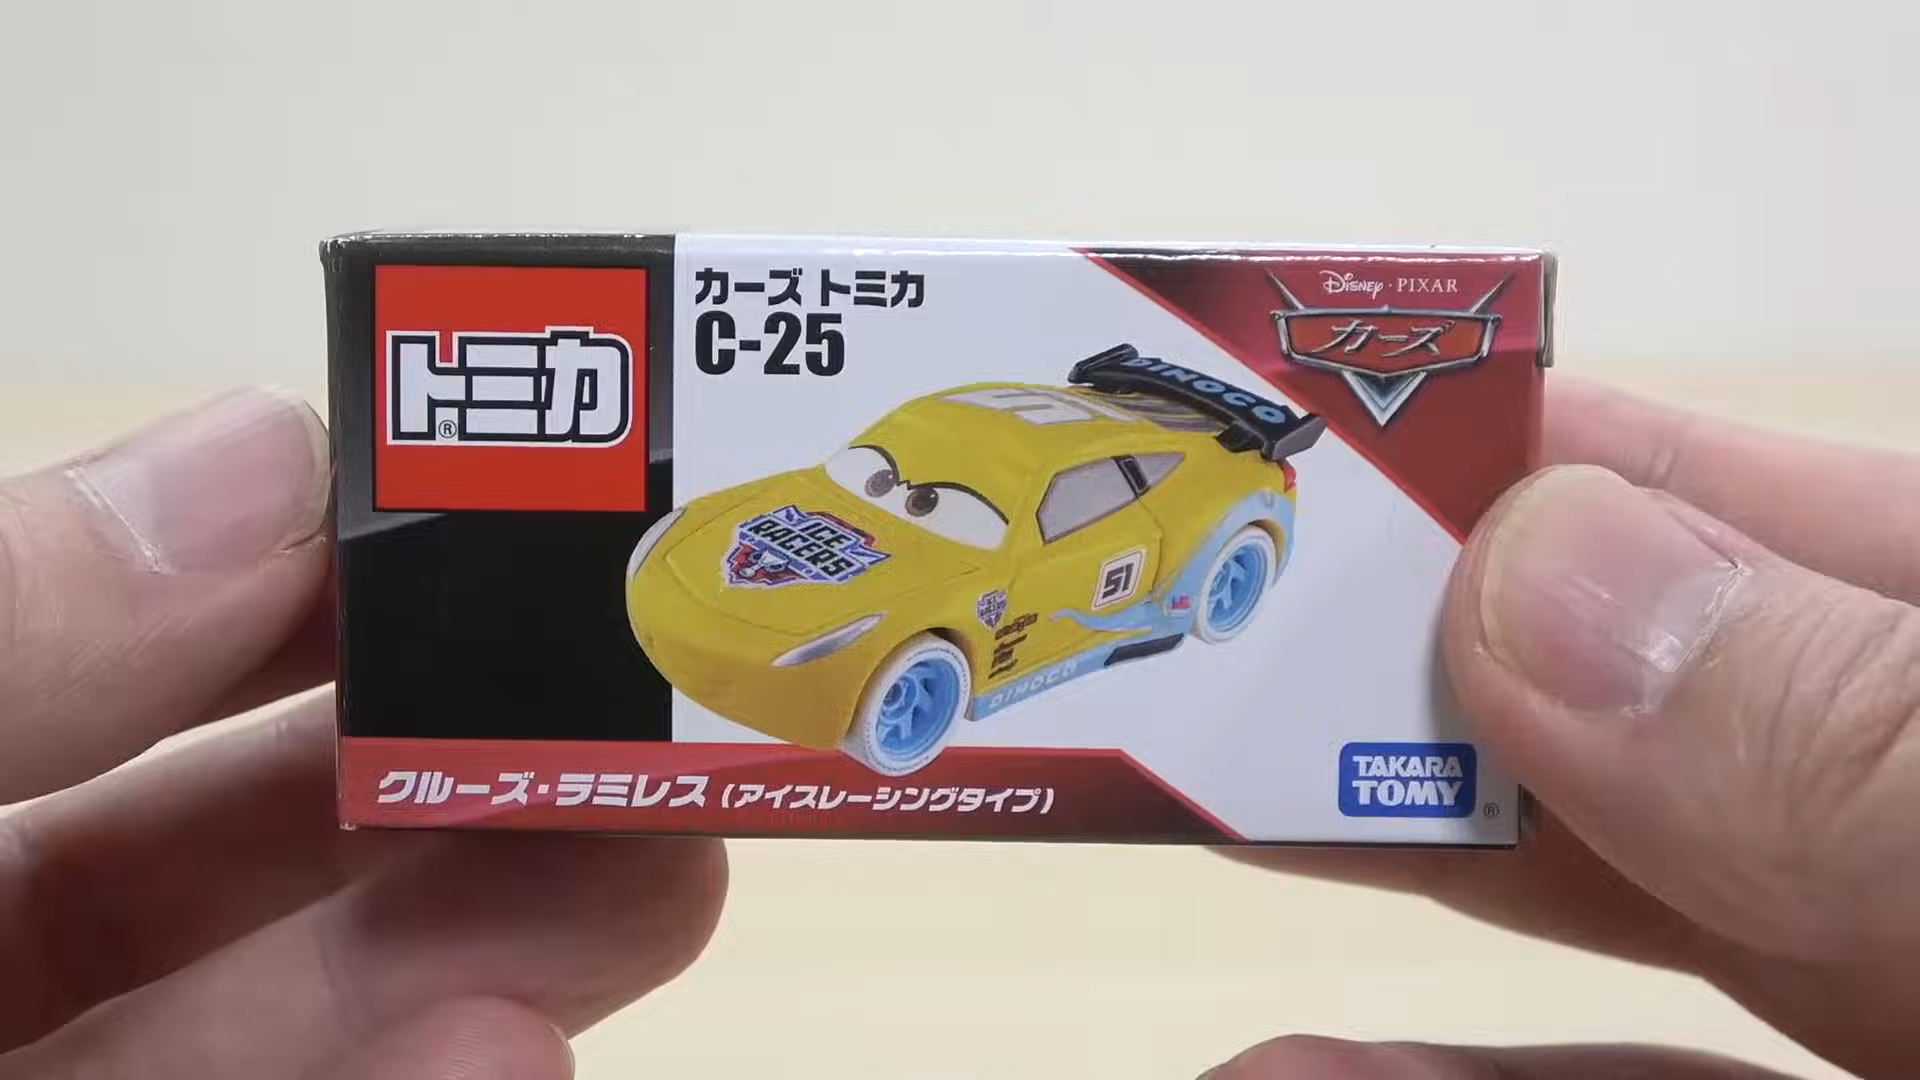 トミカ®
カーズ トミカ
C-25
Disney・PIXAR
カーズ
DINOCO
ICE
RACERS
51
ICE
RACERS
DINOCO
クルーズ・ラミレス（アイスレーシングタイプ）
TAKARA
TOMY®